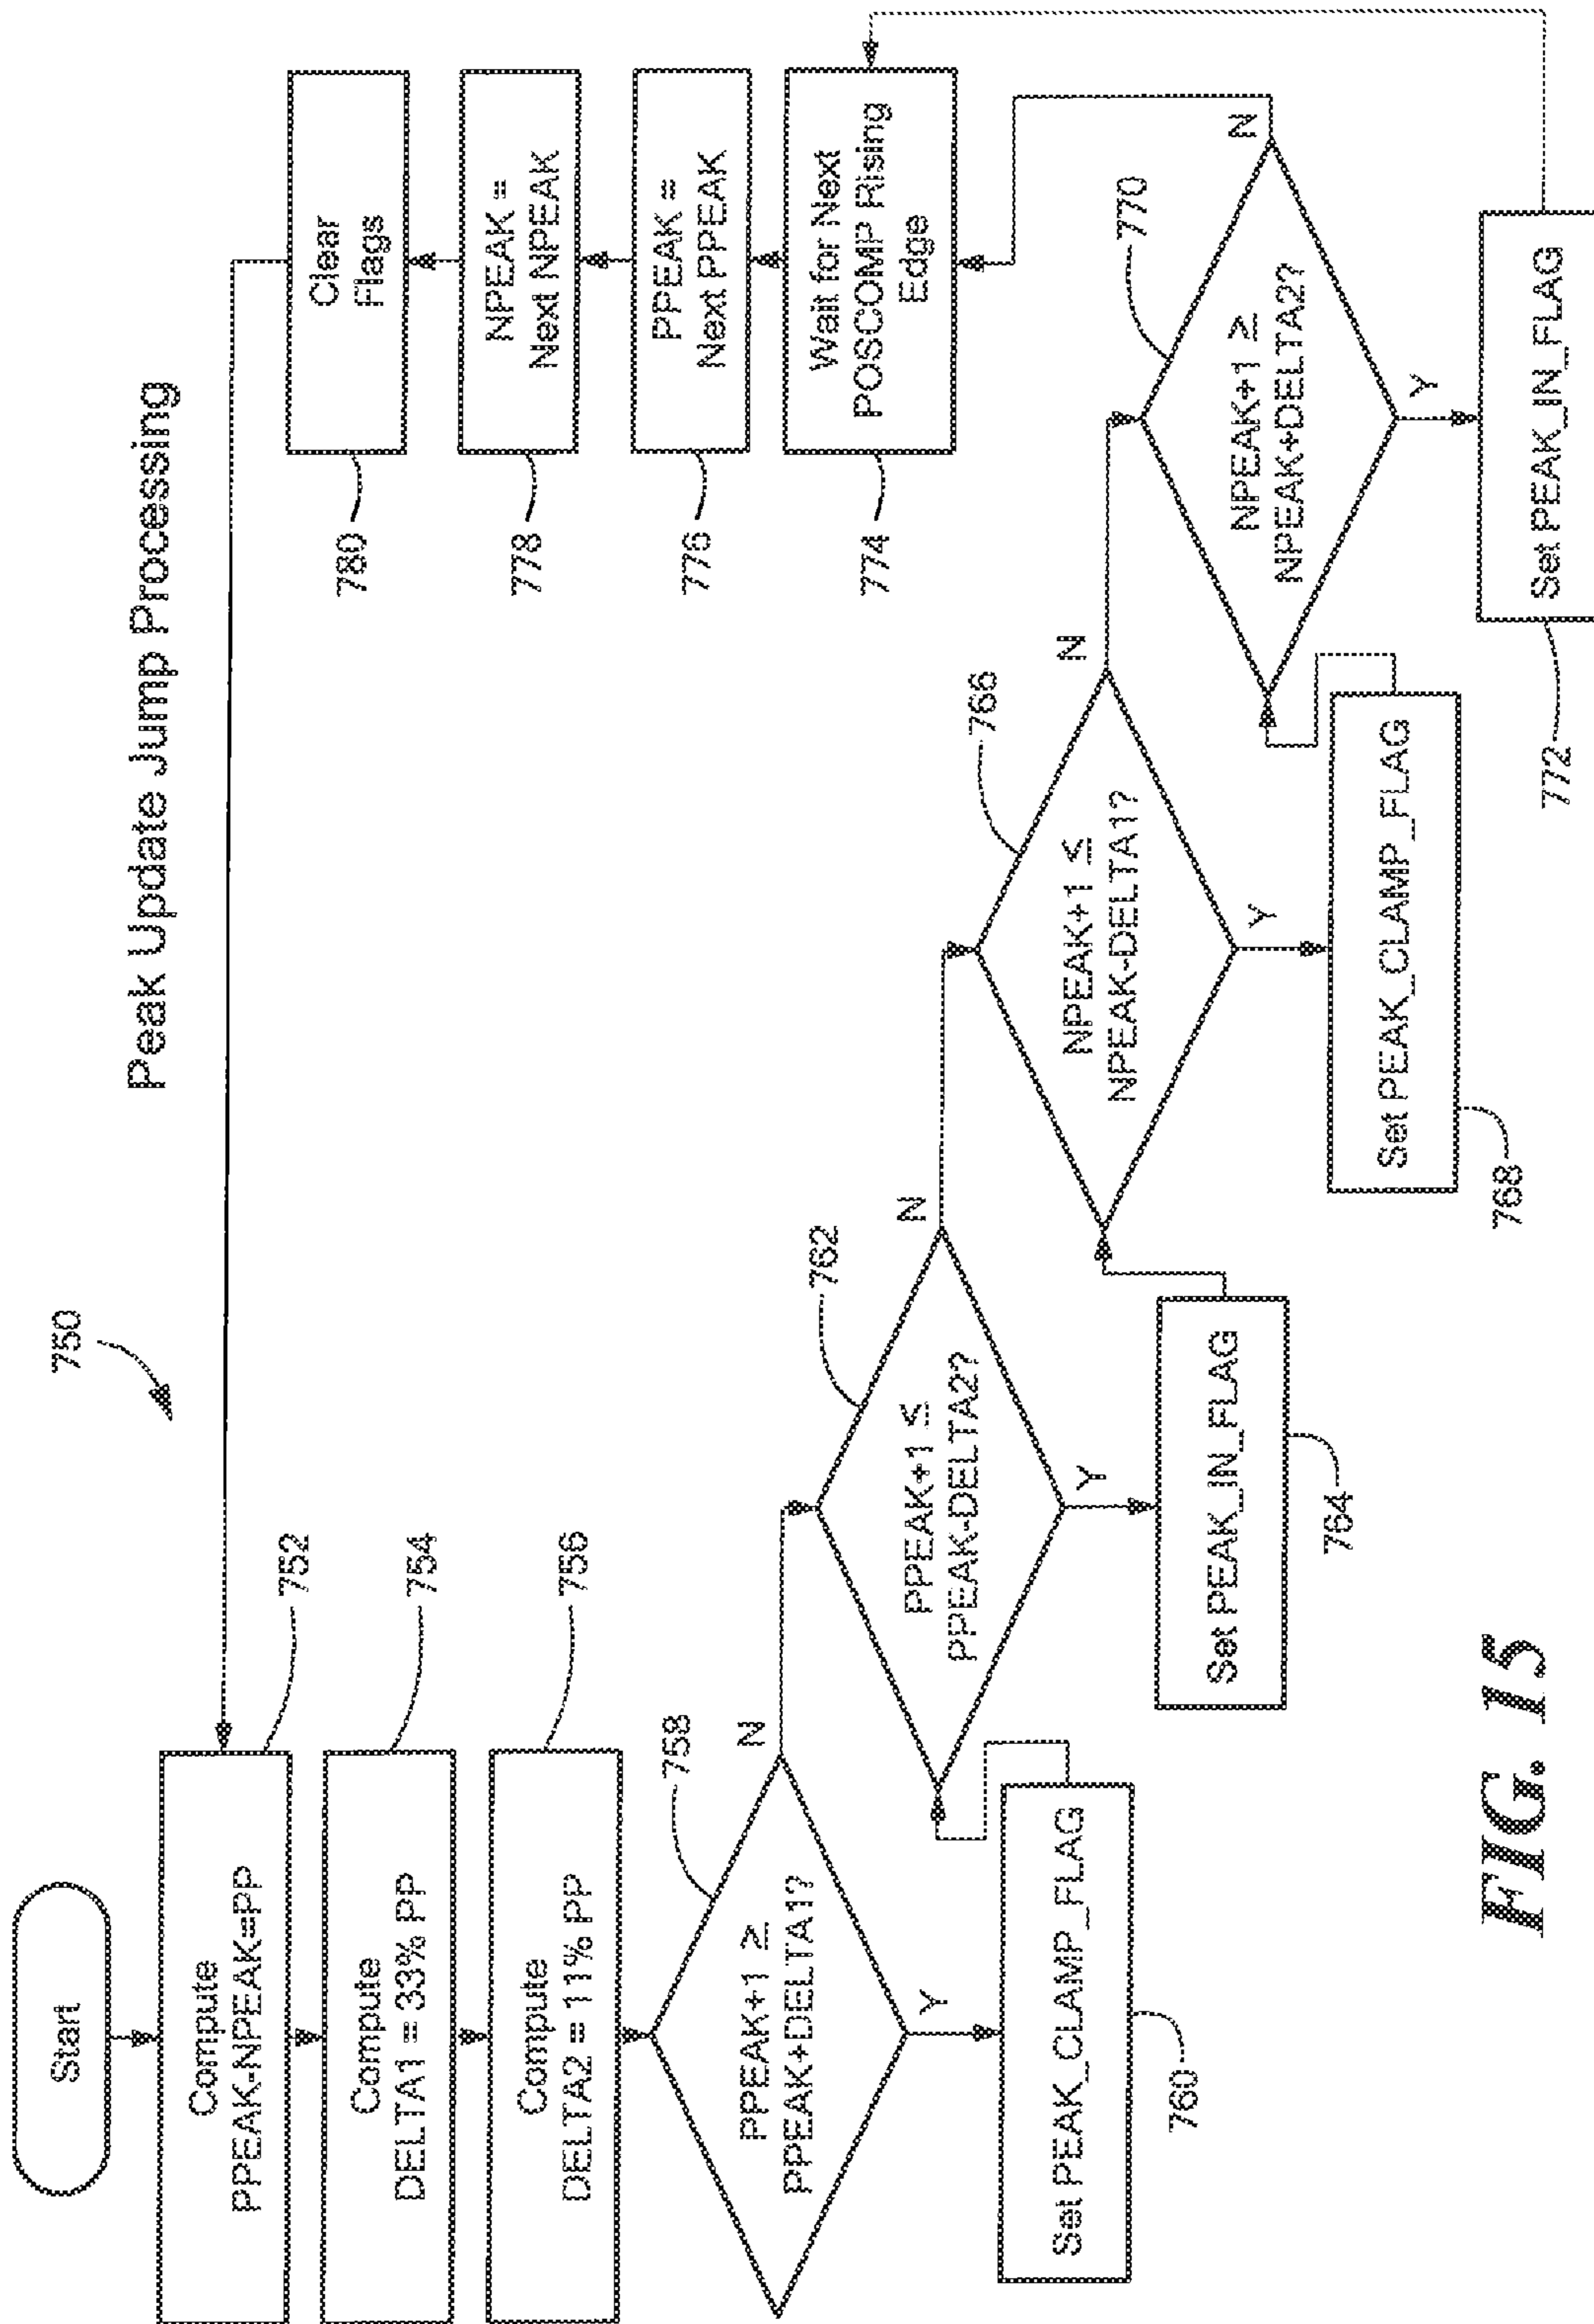 Peak Update Jump Processing
750
Start
Compute
PPEAK-NPEAK=PP
752
Compute
DELTA1 = 33% PP
754
Compute
DELTA2 = 11% PP
756
PPEAK+1 ≥
PPEAK+DELTA1?
758
N
Y
Set PEAK_CLAMP_FLAG
760
PPEAK+1 ≤
PPEAK-DELTA2?
762
N
Y
Set PEAK_IN_FLAG
764
NPEAK+1 ≤
NPEAK-DELTA1?
766
N
Y
Set PEAK_CLAMP_FLAG
768
NPEAK+1 ≥
NPEAK+DELTA2?
770
N
Y
Set PEAK_IN_FLAG
772
Wait for Next
POSCOMP Rising
Edge
774
PPEAK =
Next PPEAK
776
NPEAK =
Next NPEAK
778
Clear
Flags
780
FIG. 15